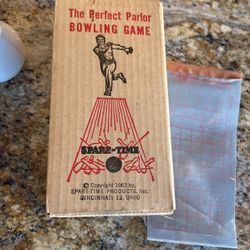 The Perfect Parlor
BOWLING GAME
SPARE-TIME
© Copyright 1962 by,
SPARE-TIME PRODUCTS, Inc.
CINCINNATI 12, OHIO